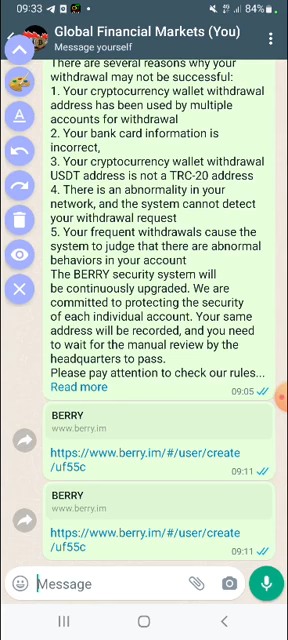 09:33
84%
Global Financial Markets (You)
Message yourself
There are several reasons why your
withdrawal may not be successful:
1. Your cryptocurrency wallet withdrawal
address has been used by multiple
accounts for withdrawal
2. Your bank card information is
incorrect,
3. Your cryptocurrency wallet withdrawal
USDT address is not a TRC-20 address
4. There is an abnormality in your
network, and the system cannot detect
your withdrawal request
5. Your frequent withdrawals cause the
system to judge that there are abnormal
behaviors in your account
The BERRY security system will
be continuously upgraded. We are
committed to protecting the security
of each individual account. Your same
address will be recorded, and you need
to wait for the manual review by the
headquarters to pass.
Please pay attention to check our rules...
Read more
09:05
BERRY
www.berry.im
https://www.berry.im/#/user/create
/uf55c
09:11
BERRY
www.berry.im
https://www.berry.im/#/user/create
/uf55c
09:11
Message